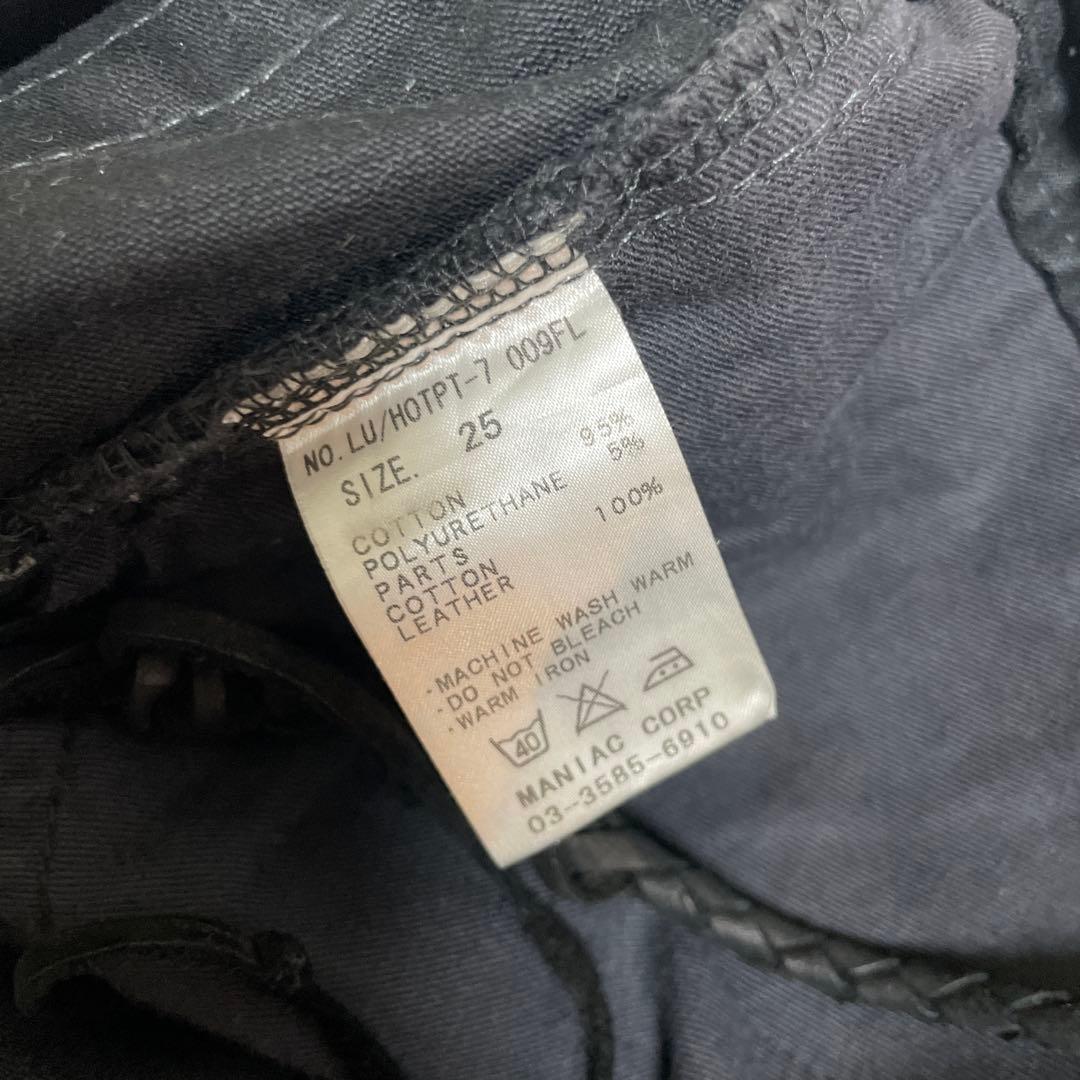 NO. LU/HOTPT-7 009FL
SIZE. 25
COTTON 95%
POLYURETHANE 5%
PARTS
COTTON 100%
LEATHER
·MACHINE WASH WARM
·DO NOT BLEACH
·WARM IRON
40
MANIAC CORP
03-3585-6910